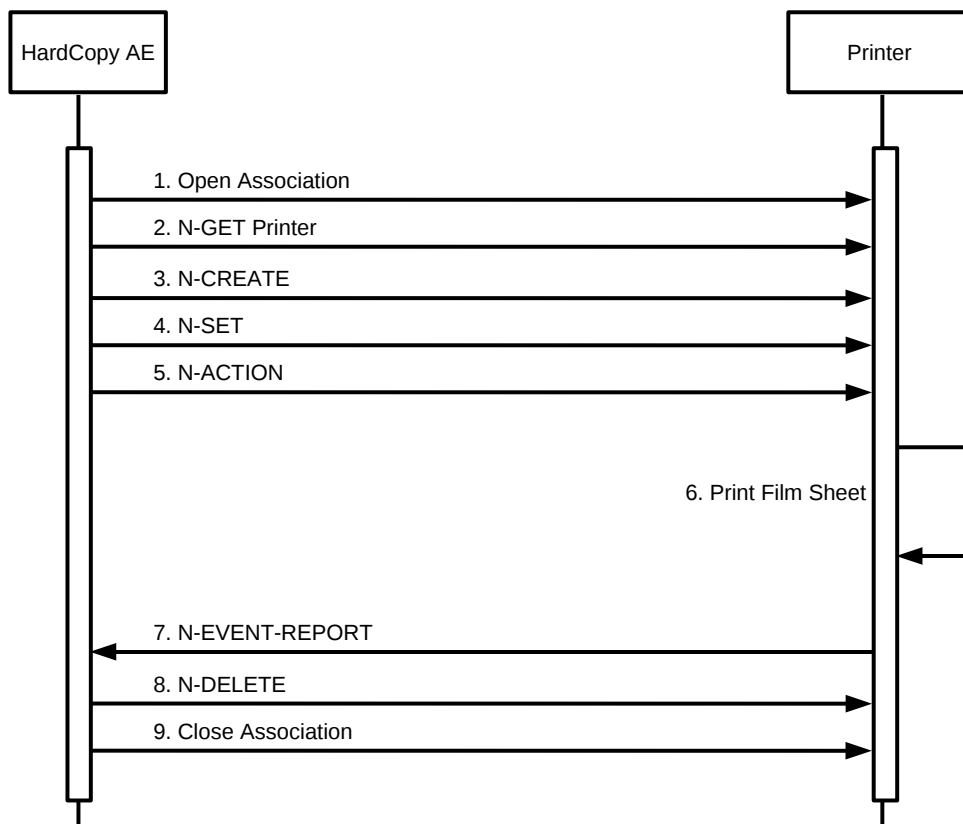 HardCopy AE
Printer
1. Open Association
2. N-GET Printer
3. N-CREATE
4. N-SET
5. N-ACTION
6. Print Film Sheet
7. N-EVENT-REPORT
8. N-DELETE
9. Close Association